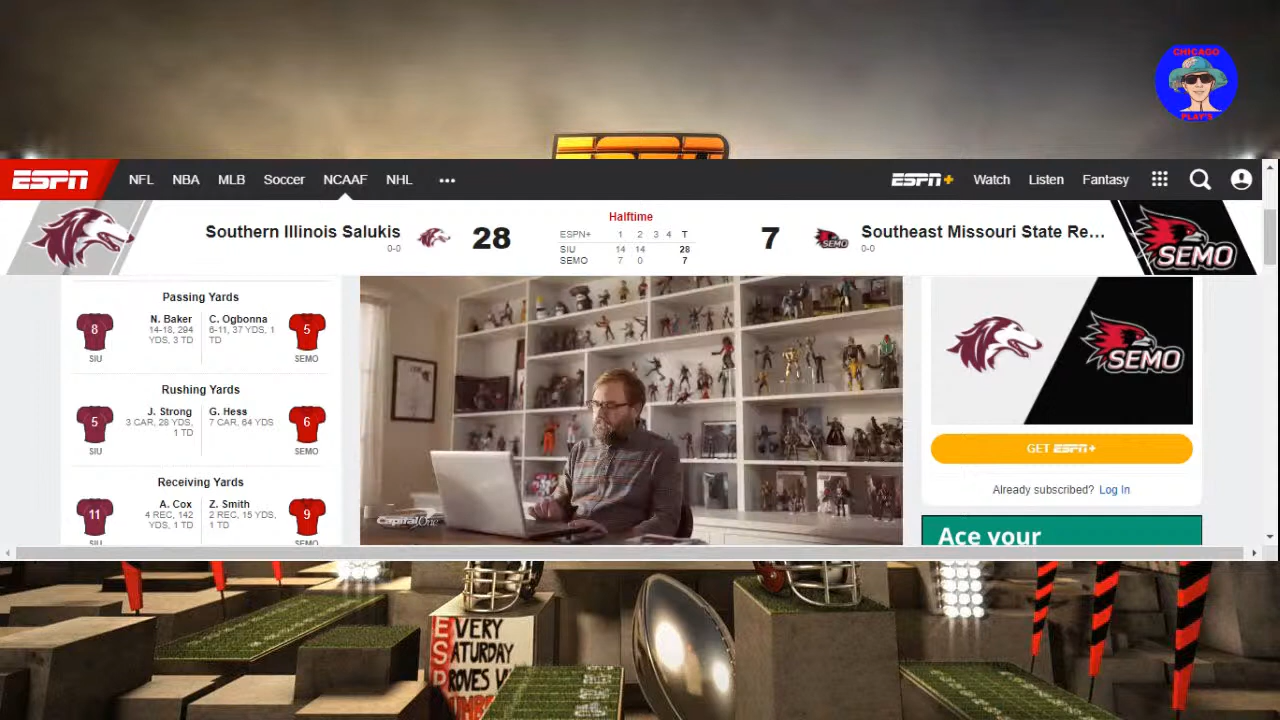 CHICAGO
PLAY'S
ESPN NFL NBA MLB Soccer NCAAF NHL ... ESPN+ Watch Listen Fantasy
Southern Illinois Salukis
0-0
28
Halftime
ESPN+ 1 2 3 4 T
SIU 14 14 28
SEMO 7 0 7
7
Southeast Missouri State Re...
0-0
SEMO
Passing Yards
8
SIU
N. Baker
14-18, 294
YDS, 3 TD
C. Ogbonna
6-11, 37 YDS, 1
TD
5
SEMO
Rushing Yards
5
SIU
J. Strong
3 CAR, 28 YDS,
1 TD
G. Hess
7 CAR, 64 YDS
6
SEMO
Receiving Yards
11
SIU
A. Cox
4 REC, 142
YDS, 1 TD
Z. Smith
2 REC, 15 YDS,
1 TD
9
SEMO
Capital One
SEMO
GET ESPN+
Already subscribed? Log In
Ace your
EVERY
SATURDAY
PROVES